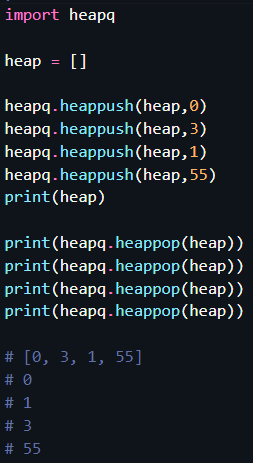 import heapq
heap = []
heapq.heappush(heap,0)
heapq.heappush(heap,3)
heapq.heappush(heap,1)
heapq.heappush(heap,55)
print(heap)
print(heapq.heappop(heap))
print(heapq.heappop(heap))
print(heapq.heappop(heap))
print(heapq.heappop(heap))
# [0, 3, 1, 55]
# 0
# 1
# 3
# 55